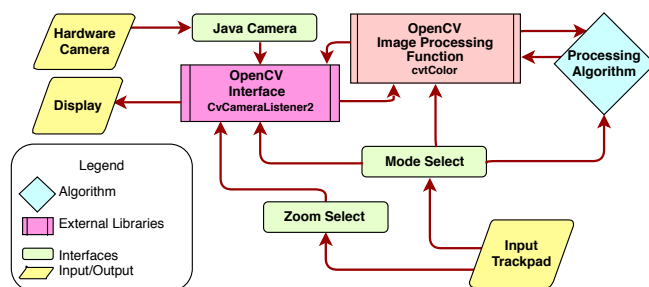 Hardware
Camera
Java Camera
OpenCV
Image Processing
Function
cvtColor
Processing
Algorithm
OpenCV
Interface
CvCameraListener2
Display
Mode Select
Legend
Algorithm
External Libraries
Interfaces
Input/Output
Zoom Select
Input
Trackpad